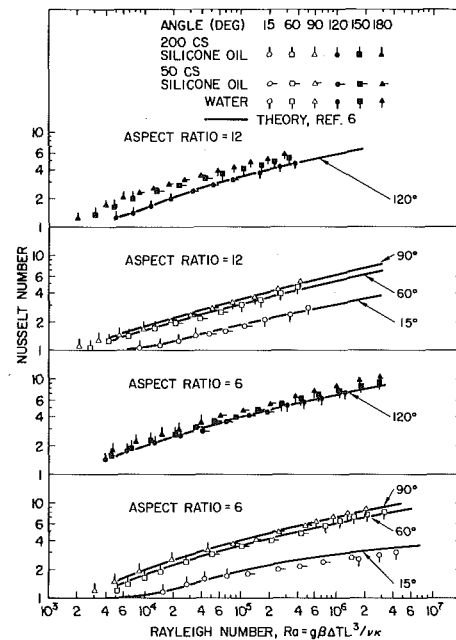 ANGLE (DEG) 15 60 90 120 150 180
200 CS
SILICONE OIL
50 CS
SILICONE OIL
WATER
THEORY, REF. 6
ASPECT RATIO = 12
10
6
4
2
1
120°
ASPECT RATIO = 12
10
6
4
2
1
90°
60°
15°
ASPECT RATIO = 6
10
6
4
2
1
120°
ASPECT RATIO = 6
10
6
4
2
1
90°
60°
15°
NUSSELT NUMBER
2 4 6 10⁴ 2 4 6 10⁵ 2 4 6 10⁶ 2 4 6 10⁷
RAYLEIGH NUMBER, Ra = gβΔTL³/νκ